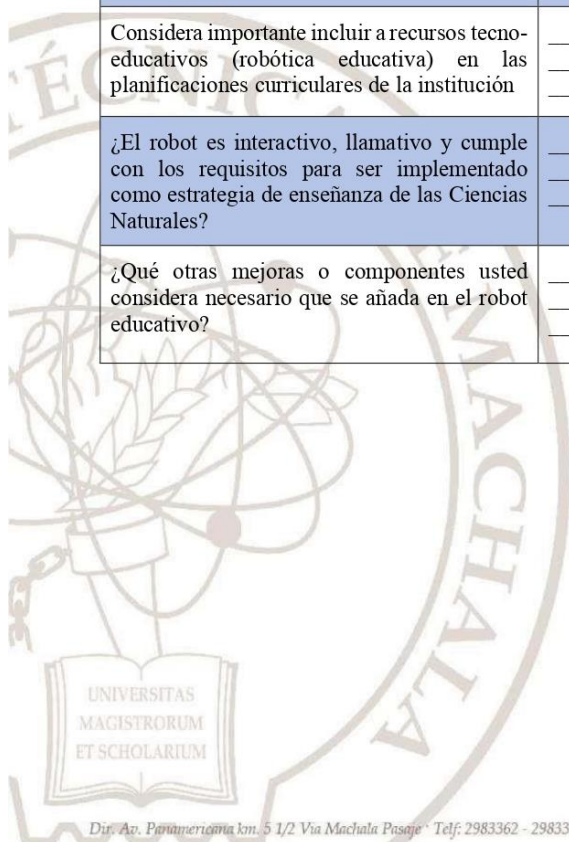 Considera importante incluir a recursos tecno-
educativos (robótica educativa) en las
planificaciones curriculares de la institución
¿El robot es interactivo, llamativo y cumple
con los requisitos para ser implementado
como estrategia de enseñanza de las Ciencias
Naturales?
¿Qué otras mejoras o componentes usted
considera necesario que se añada en el robot
educativo?
TÉCNICA DE MACHALA
UNIVERSITAS
MAGISTRORUM
ET SCHOLARIUM
Dir. Av. Panamericana km. 5 1/2 Via Machala Pasaje Telf: 2983362 - 29833